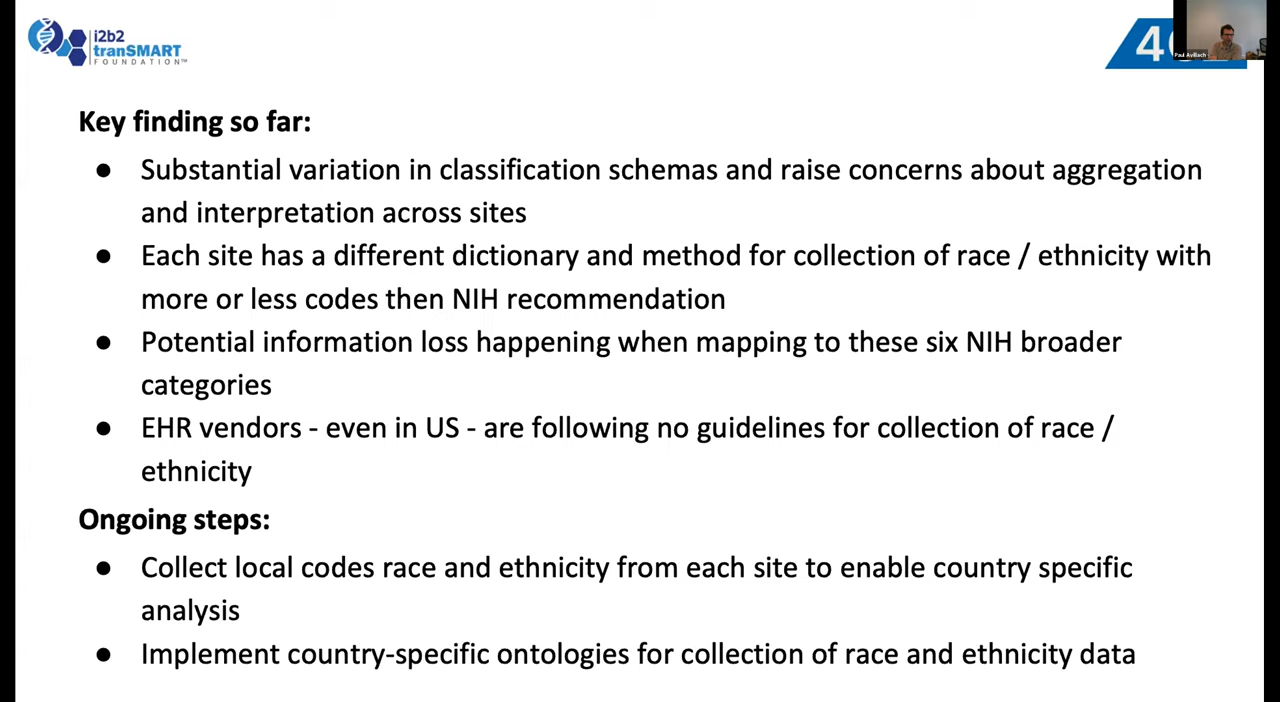 i2b2
tranSMART
FOUNDATION™
4
Paul Avillach
Key finding so far:
● Substantial variation in classification schemas and raise concerns about aggregation
and interpretation across sites
● Each site has a different dictionary and method for collection of race / ethnicity with
more or less codes then NIH recommendation
● Potential information loss happening when mapping to these six NIH broader
categories
● EHR vendors - even in US - are following no guidelines for collection of race /
ethnicity
Ongoing steps:
● Collect local codes race and ethnicity from each site to enable country specific
analysis
● Implement country-specific ontologies for collection of race and ethnicity data